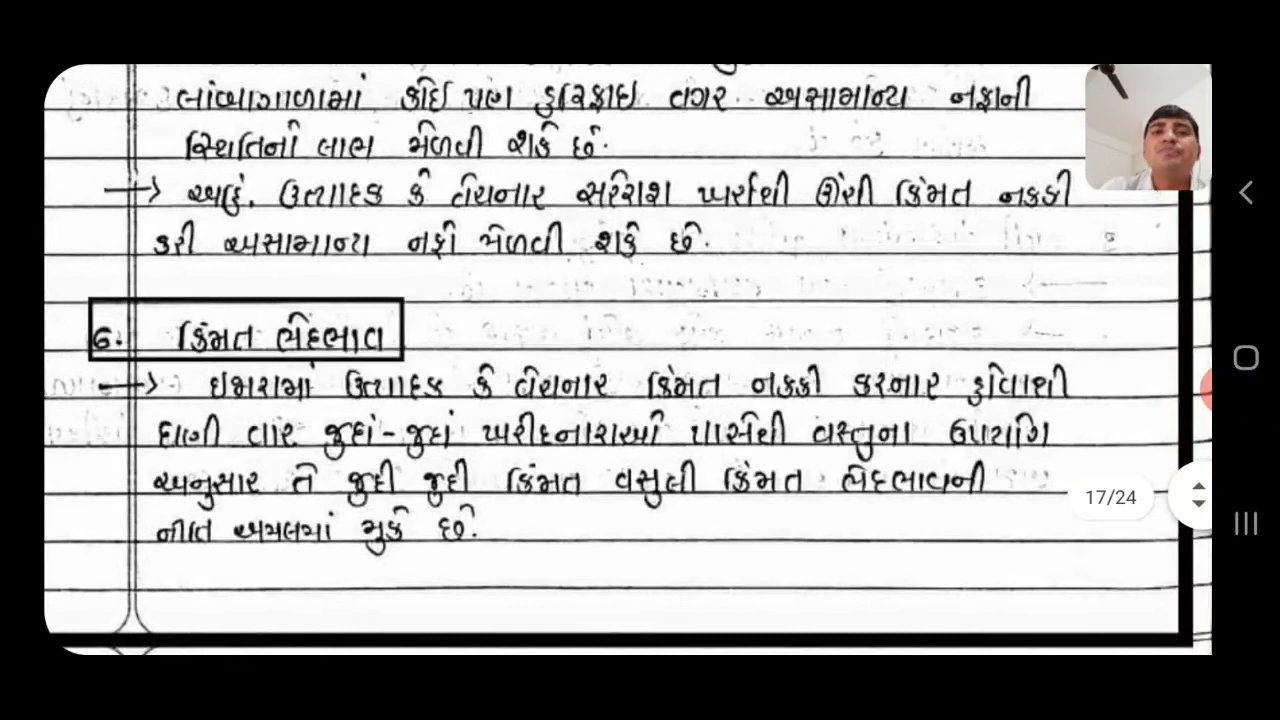 લાંબાગાળામાં કોઈ પણ હરિફાઇ વગર અસામાન્ય નફાની
સ્થિતિનો લાભ મેળવી શકે છે.
→ અહીં, ઉત્પાદક કે વેચનાર સરેરાશ ખર્ચથી ઊંચી કિંમત નક્કી
કરી અસામાન્ય નફો મેળવી શકે છે.
6. કિંમત ભેદભાવ
→ ઇજારામાં ઉત્પાદક કે વેચનાર કિંમત નક્કી કરનાર હોવાથી
ઘણી વાર જુદાં-જુદાં ખરીદનારાઓ પાસેથી વસ્તુના ઉપયોગ
અનુસાર તે જુદી જુદી કિંમત વસુલી કિંમત ભેદભાવની
નીતિ અમલમાં મુકે છે.
17/24